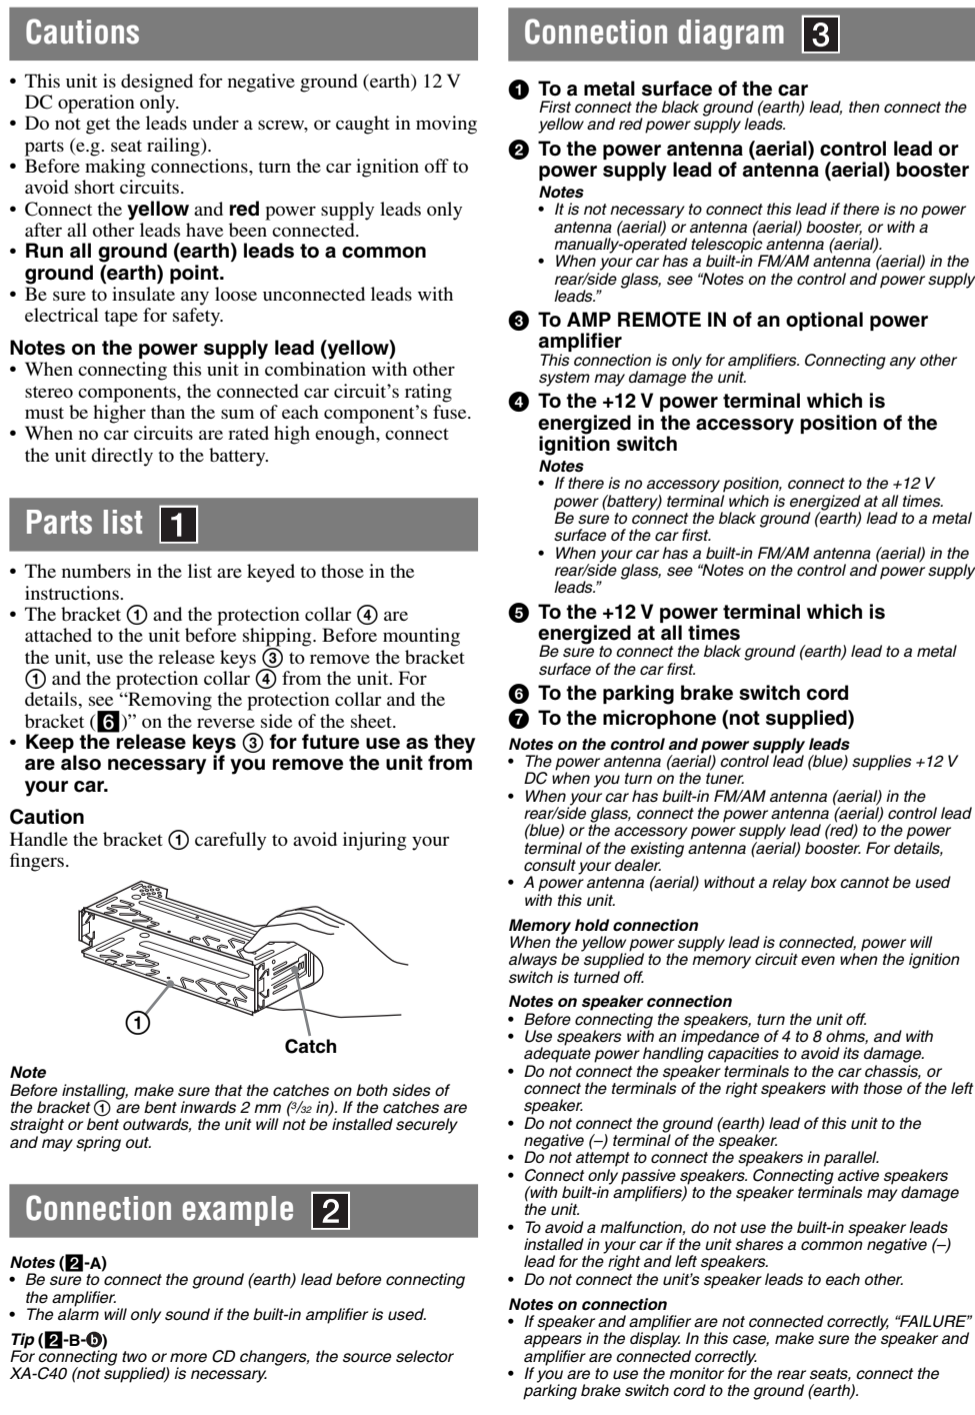 Cautions
• This unit is designed for negative ground (earth) 12 V
DC operation only.
• Do not get the leads under a screw, or caught in moving
parts (e.g. seat railing).
• Before making connections, turn the car ignition off to
avoid short circuits.
• Connect the yellow and red power supply leads only
after all other leads have been connected.
• Run all ground (earth) leads to a common
ground (earth) point.
• Be sure to insulate any loose unconnected leads with
electrical tape for safety.
Notes on the power supply lead (yellow)
• When connecting this unit in combination with other
stereo components, the connected car circuit's rating
must be higher than the sum of each component's fuse.
• When no car circuits are rated high enough, connect
the unit directly to the battery.
Parts list 1
• The numbers in the list are keyed to those in the
instructions.
• The bracket ① and the protection collar ④ are
attached to the unit before shipping. Before mounting
the unit, use the release keys ③ to remove the bracket
① and the protection collar ④ from the unit. For
details, see “Removing the protection collar and the
bracket (6)” on the reverse side of the sheet.
• Keep the release keys ③ for future use as they
are also necessary if you remove the unit from
your car.
Caution
Handle the bracket ① carefully to avoid injuring your
fingers.
①
Catch
Note
Before installing, make sure that the catches on both sides of
the bracket ① are bent inwards 2 mm (3/32 in). If the catches are
straight or bent outwards, the unit will not be installed securely
and may spring out.
Connection example 2
Notes (2-A)
• Be sure to connect the ground (earth) lead before connecting
the amplifier.
• The alarm will only sound if the built-in amplifier is used.
Tip (2-B-ⓑ)
For connecting two or more CD changers, the source selector
XA-C40 (not supplied) is necessary.
Connection diagram 3
❶ To a metal surface of the car
First connect the black ground (earth) lead, then connect the
yellow and red power supply leads.
❷ To the power antenna (aerial) control lead or
power supply lead of antenna (aerial) booster
Notes
• It is not necessary to connect this lead if there is no power
antenna (aerial) or antenna (aerial) booster, or with a
manually-operated telescopic antenna (aerial).
• When your car has a built-in FM/AM antenna (aerial) in the
rear/side glass, see “Notes on the control and power supply
leads.”
❸ To AMP REMOTE IN of an optional power
amplifier
This connection is only for amplifiers. Connecting any other
system may damage the unit.
❹ To the +12 V power terminal which is
energized in the accessory position of the
ignition switch
Notes
• If there is no accessory position, connect to the +12 V
power (battery) terminal which is energized at all times.
Be sure to connect the black ground (earth) lead to a metal
surface of the car first.
• When your car has a built-in FM/AM antenna (aerial) in the
rear/side glass, see “Notes on the control and power supply
leads.”
❺ To the +12 V power terminal which is
energized at all times
Be sure to connect the black ground (earth) lead to a metal
surface of the car first.
❻ To the parking brake switch cord
❼ To the microphone (not supplied)
Notes on the control and power supply leads
• The power antenna (aerial) control lead (blue) supplies +12 V
DC when you turn on the tuner.
• When your car has built-in FM/AM antenna (aerial) in the
rear/side glass, connect the power antenna (aerial) control lead
(blue) or the accessory power supply lead (red) to the power
terminal of the existing antenna (aerial) booster. For details,
consult your dealer.
• A power antenna (aerial) without a relay box cannot be used
with this unit.
Memory hold connection
When the yellow power supply lead is connected, power will
always be supplied to the memory circuit even when the ignition
switch is turned off.
Notes on speaker connection
• Before connecting the speakers, turn the unit off.
• Use speakers with an impedance of 4 to 8 ohms, and with
adequate power handling capacities to avoid its damage.
• Do not connect the speaker terminals to the car chassis, or
connect the terminals of the right speakers with those of the left
speaker.
• Do not connect the ground (earth) lead of this unit to the
negative (–) terminal of the speaker.
• Do not attempt to connect the speakers in parallel.
• Connect only passive speakers. Connecting active speakers
(with built-in amplifiers) to the speaker terminals may damage
the unit.
• To avoid a malfunction, do not use the built-in speaker leads
installed in your car if the unit shares a common negative (–)
lead for the right and left speakers.
• Do not connect the unit's speaker leads to each other.
Notes on connection
• If speaker and amplifier are not connected correctly, “FAILURE”
appears in the display. In this case, make sure the speaker and
amplifier are connected correctly.
• If you are to use the monitor for the rear seats, connect the
parking brake switch cord to the ground (earth).